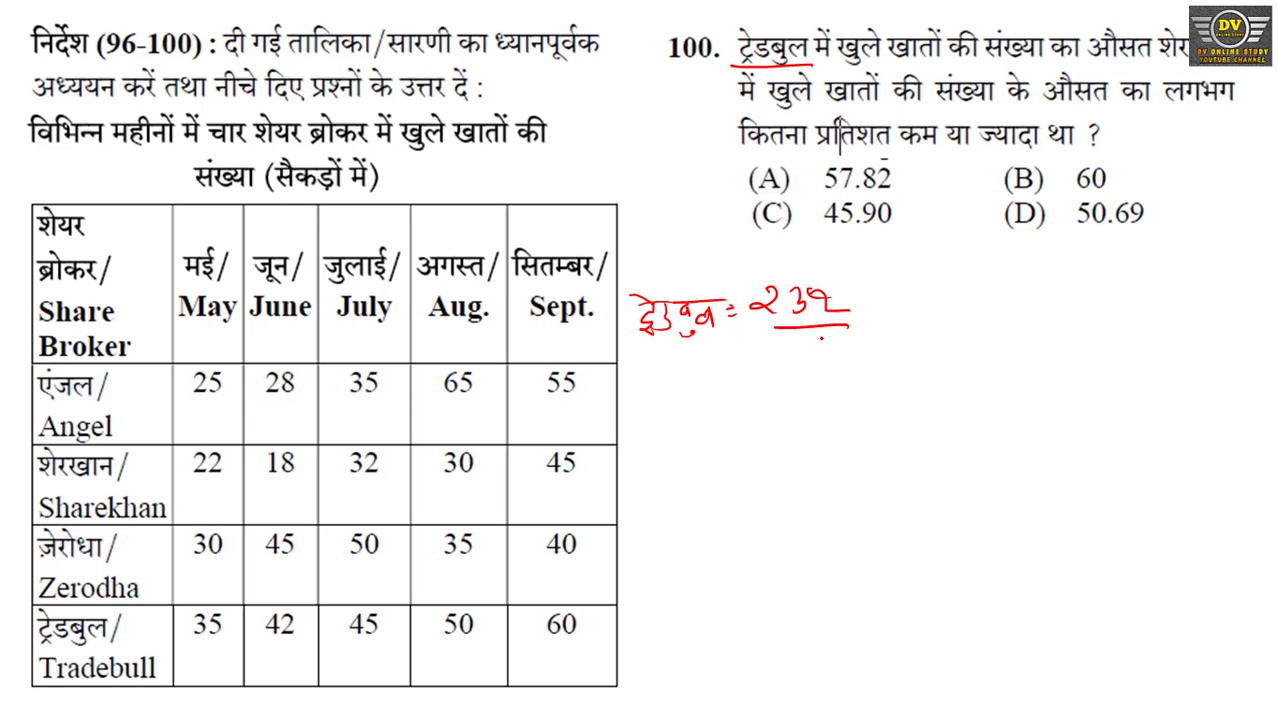 निर्देश (96-100) : दी गई तालिका/सारणी का ध्यानपूर्वक
अध्ययन करें तथा नीचे दिए प्रश्नों के उत्तर दें :
विभिन्न महीनों में चार शेयर ब्रोकर में खुले खातों की
संख्या (सैकड़ों में)
शेयर ब्रोकर/ Share Broker मई/ May जून/ June जुलाई/ July अगस्त/ Aug. सितम्बर/ Sept.
एंजल/ Angel 25 28 35 65 55
शेरखान/ Sharekhan 22 18 32 30 45
ज़ेरोधा/ Zerodha 30 45 50 35 40
ट्रेडबुल/ Tradebull 35 42 45 50 60
100. ट्रेडबुल में खुले खातों की संख्या का औसत शेर
में खुले खातों की संख्या के औसत का लगभग
कितना प्रतिशत कम या ज्यादा था ?
(A) 57.82 (B) 60
(C) 45.90 (D) 50.69
DV
DV ONLINE STUDY
YOUTUBE CHANNEL